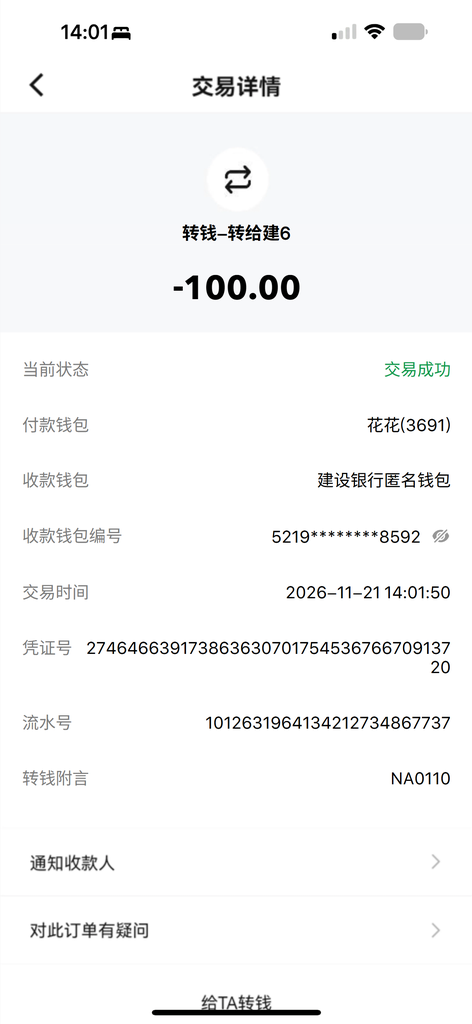 14:01
交易详情
转钱–转给建6
-100.00
当前状态 交易成功
付款钱包 花花(3691)
收款钱包 建设银行匿名钱包
收款钱包编号 5219********8592
交易时间 2026–11–21 14:01:50
凭证号 274646639173863630701754536766709137
20
流水号 1012631964134212734867737
转钱附言 NA0110
通知收款人
对此订单有疑问
给TA转钱